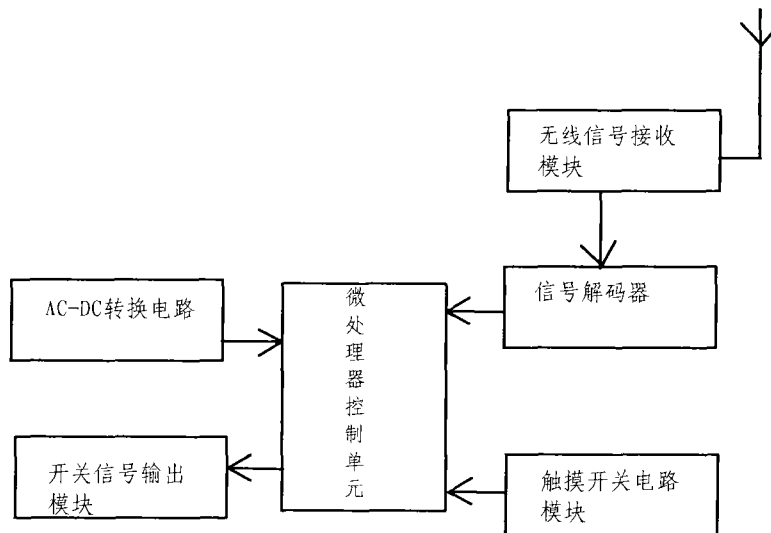 无线信号接收
模块
AC-DC转换电路
微处理器控制单元
信号解码器
开关信号输出
模块
触摸开关电路
模块